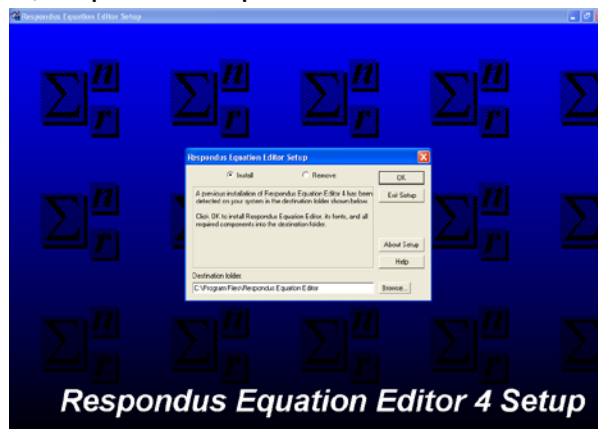 Respondus Equation Editor Setup
Σ n r Σ n r Σ n r Σ n r Σ
Respondus Equation Editor Setup
Install Remove OK
A previous installation of Respondus Equation Editor 4 has been
detected on your system in the destination folder shown below.
Exit Setup
Click OK to install Respondus Equation Editor, its fonts, and all
required components into the destination folder.
About Setup
Help
Destination folder:
C:\Program Files\Respondus Equation Editor Browse...
Σ n r Σ n r Σ n r Σ n r Σ
Respondus Equation Editor 4 Setup